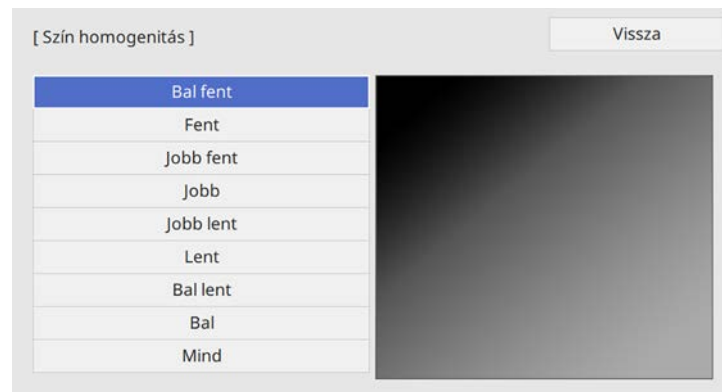 [ Szín homogenitás ]
Vissza
Bal fent
Fent
Jobb fent
Jobb
Jobb lent
Lent
Bal lent
Bal
Mind